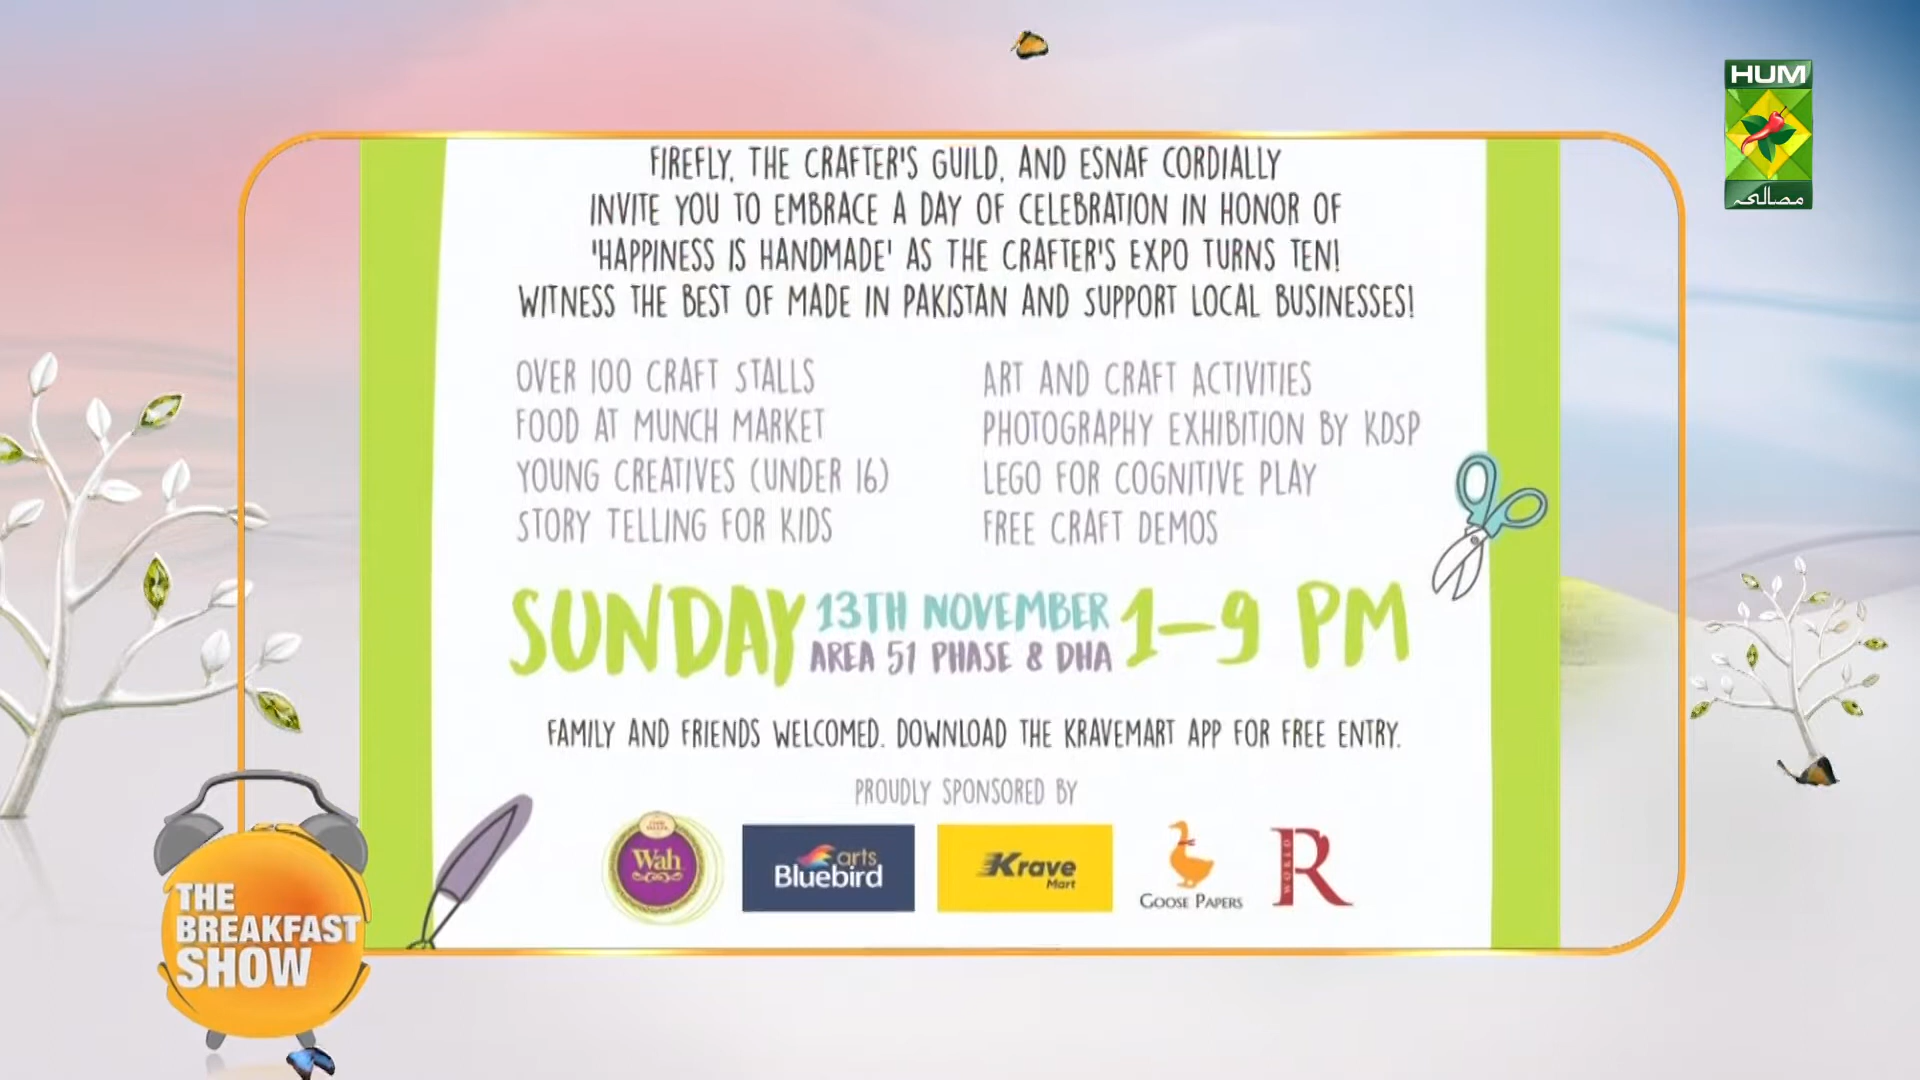 HUM
مصالحہ
FIREFLY, THE CRAFTER'S GUILD, AND ESNAF CORDIALLY
INVITE YOU TO EMBRACE A DAY OF CELEBRATION IN HONOR OF
'HAPPINESS IS HANDMADE' AS THE CRAFTER'S EXPO TURNS TEN!
WITNESS THE BEST OF MADE IN PAKISTAN AND SUPPORT LOCAL BUSINESSES!
OVER 100 CRAFT STALLS
FOOD AT MUNCH MARKET
YOUNG CREATIVES (UNDER 16)
STORY TELLING FOR KIDS
ART AND CRAFT ACTIVITIES
PHOTOGRAPHY EXHIBITION BY KDSP
LEGO FOR COGNITIVE PLAY
FREE CRAFT DEMOS
SUNDAY 13TH NOVEMBER 1-9 PM
AREA 51 PHASE 8 DHA
FAMILY AND FRIENDS WELCOMED. DOWNLOAD THE KRAVEMART APP FOR FREE ENTRY.
PROUDLY SPONSORED BY
Wah
arts
Bluebird
Krave
Mart
GOOSE PAPERS
R WORLD
THE
BREAKFAST
SHOW